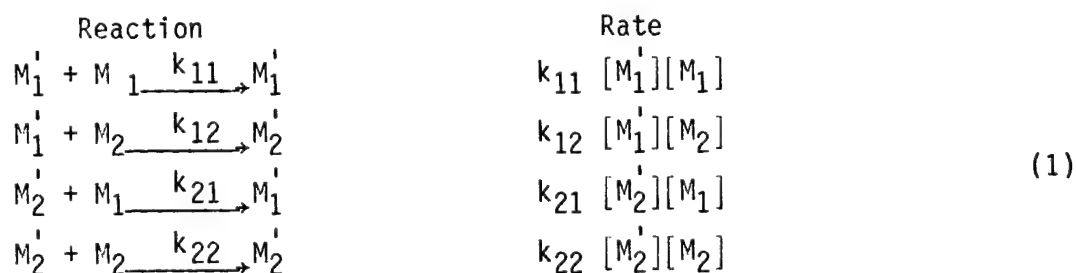 Reaction Rate
M₁' + M ₁ k₁₁ → M₁' k₁₁ [M₁'][M₁]
M₁' + M₂ k₁₂ → M₂' k₁₂ [M₁'][M₂]
(1)
M₂' + M₁ k₂₁ → M₁' k₂₁ [M₂'][M₁]
M₂' + M₂ k₂₂ → M₂' k₂₂ [M₂'][M₂]